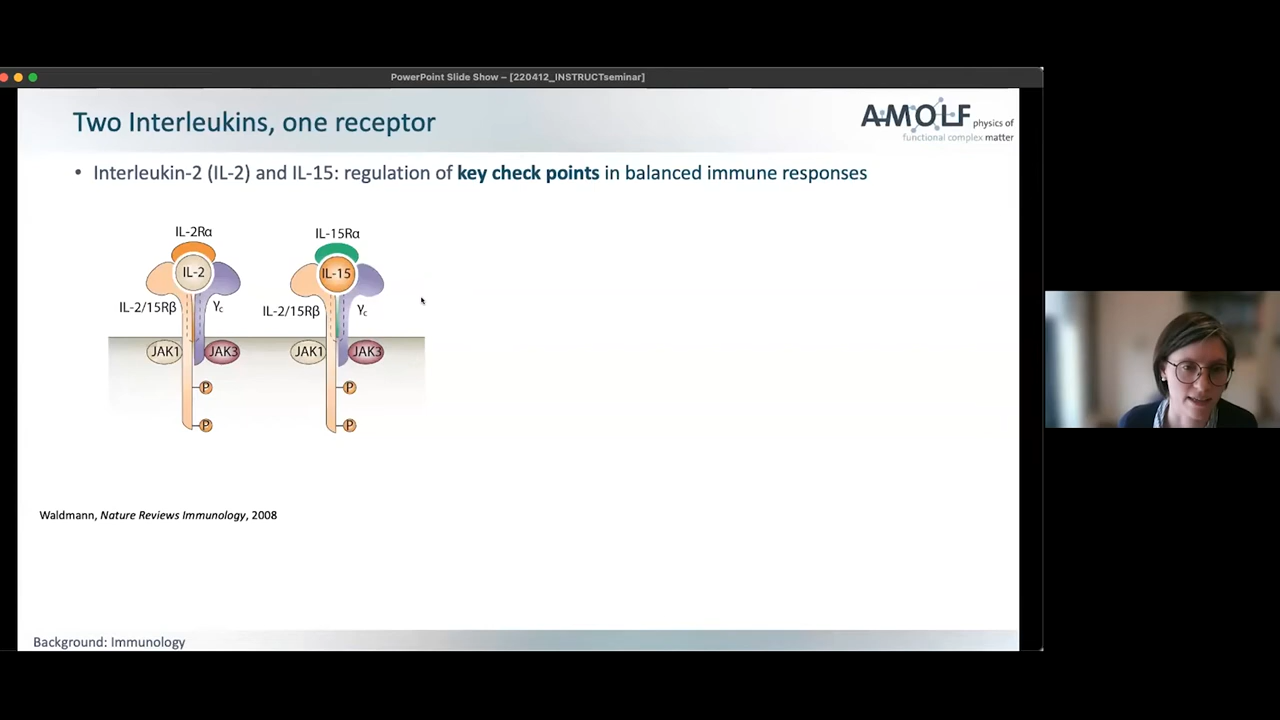 PowerPoint Slide Show – [220412_INSTRUCTseminar]
Two Interleukins, one receptor
AMOLF physics of
functional complex matter
• Interleukin-2 (IL-2) and IL-15: regulation of key check points in balanced immune responses
IL-2Rα
IL-15Rα
IL-2
IL-15
IL-2/15Rβ
γc
IL-2/15Rβ
γc
JAK1
JAK3
JAK1
JAK3
P
P
P
P
Waldmann, Nature Reviews Immunology, 2008
Background: Immunology